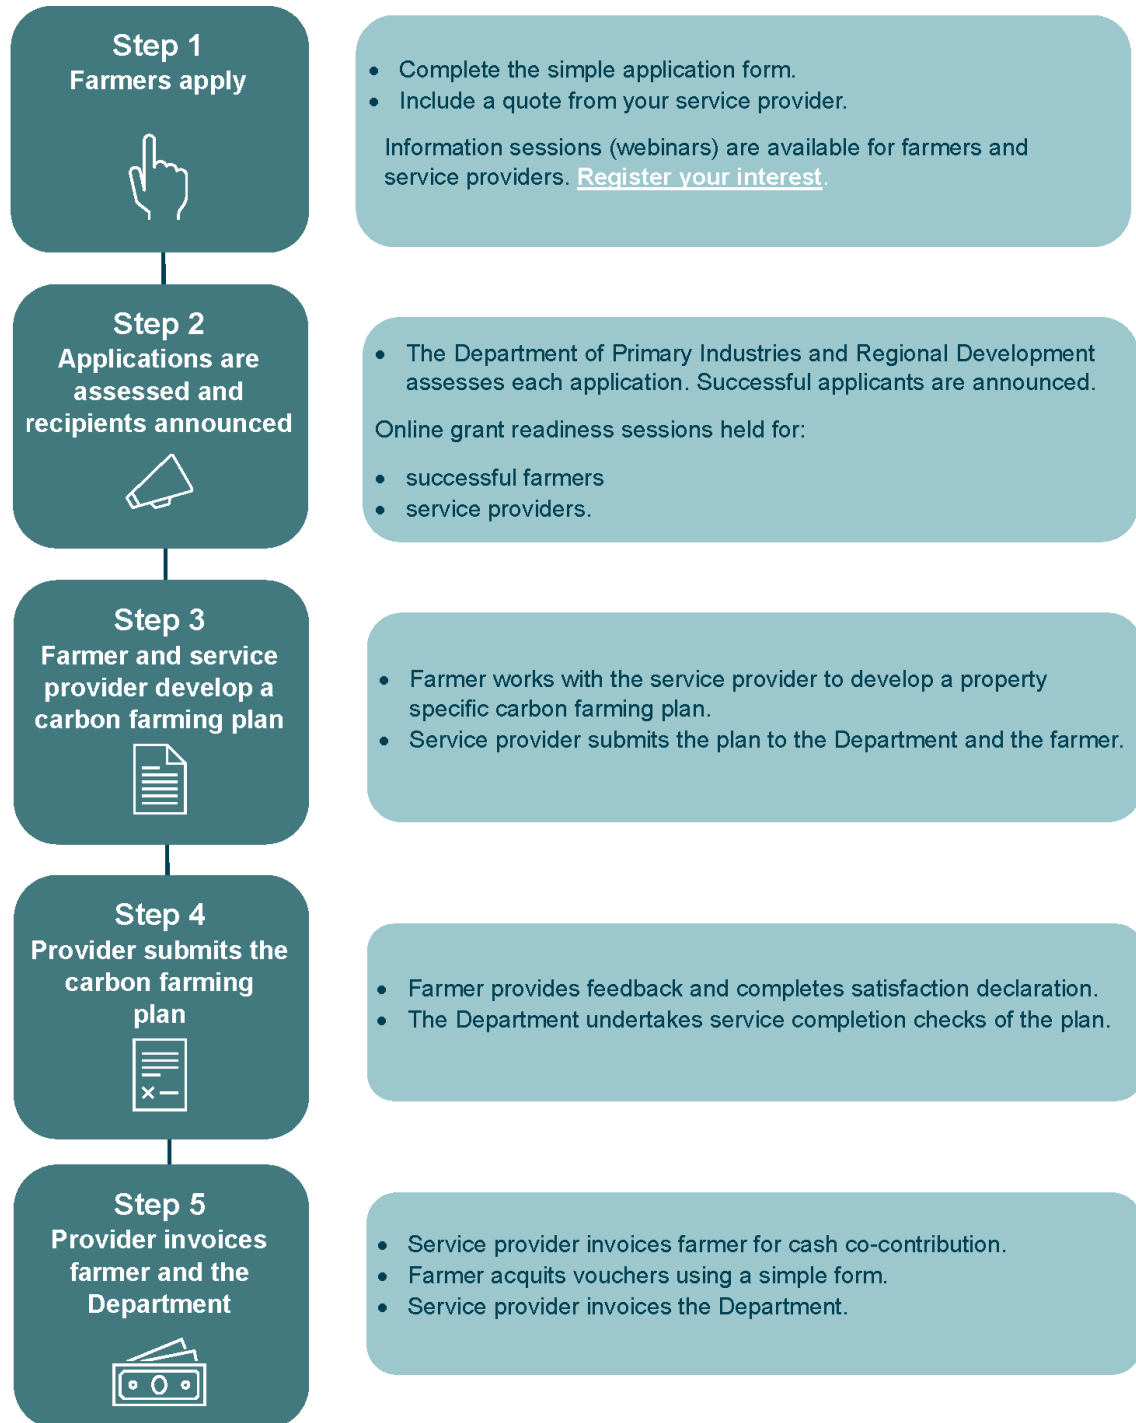 Step 1
Farmers apply
• Complete the simple application form.
• Include a quote from your service provider.
Information sessions (webinars) are available for farmers and
service providers. Register your interest.
Step 2
Applications are
assessed and
recipients announced
• The Department of Primary Industries and Regional Development
assesses each application. Successful applicants are announced.
Online grant readiness sessions held for:
• successful farmers
• service providers.
Step 3
Farmer and service
provider develop a
carbon farming plan
• Farmer works with the service provider to develop a property
specific carbon farming plan.
• Service provider submits the plan to the Department and the farmer.
Step 4
Provider submits the
carbon farming
plan
• Farmer provides feedback and completes satisfaction declaration.
• The Department undertakes service completion checks of the plan.
Step 5
Provider invoices
farmer and the
Department
• Service provider invoices farmer for cash co-contribution.
• Farmer acquits vouchers using a simple form.
• Service provider invoices the Department.